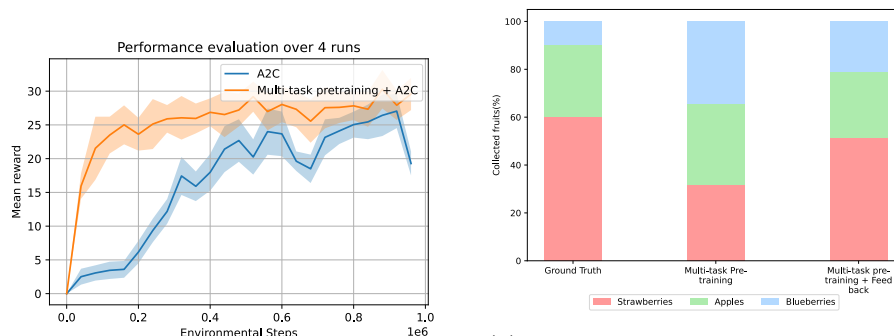 Performance evaluation over 4 runs
A2C
Multi-task pretraining + A2C
Mean reward
30
25
20
15
10
5
0
0.0
0.2
0.4
0.6
0.8
1.0
1e6
Environmental Steps
Collected fruits(%)
100
80
60
40
20
0
Ground Truth
Multi-task Pre-
training
Multi-task pre-
training + Feed
back
Strawberries
Apples
Blueberries